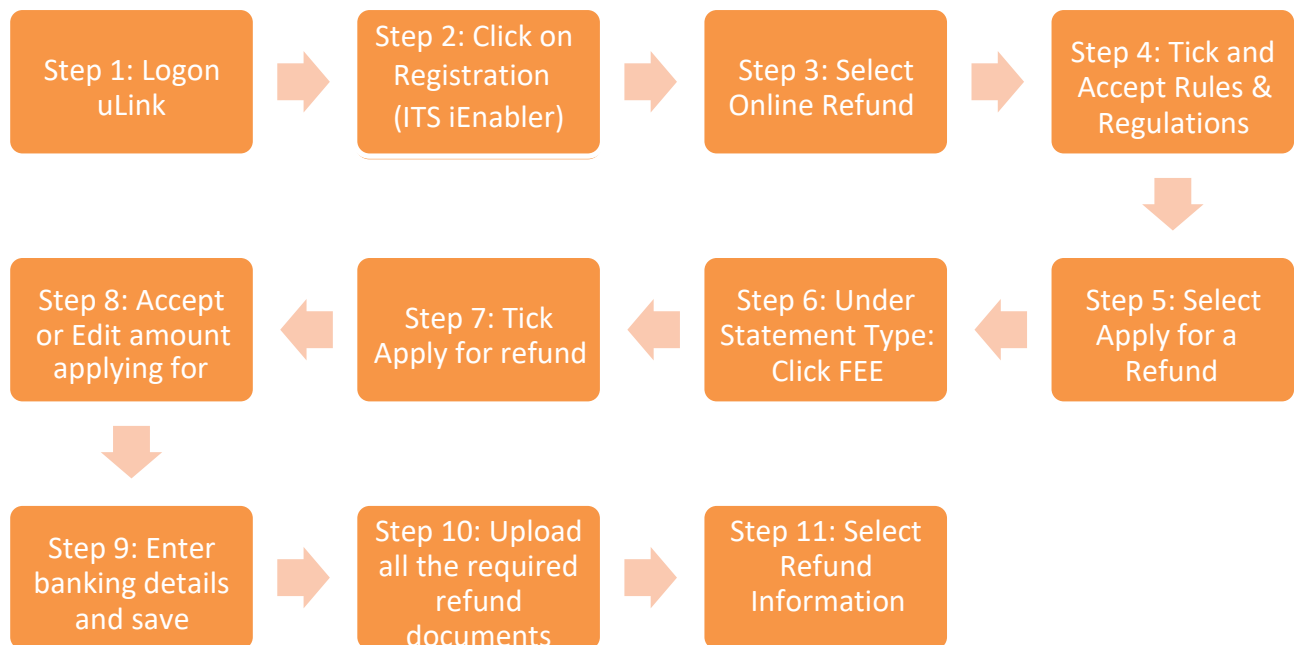 Step 1: Logon
uLink
Step 2: Click on
Registration
(ITS iEnabler)
Step 3: Select
Online Refund
Step 4: Tick and
Accept Rules &
Regulations
Step 5: Select
Apply for a
Refund
Step 6: Under
Statement Type:
Click FEE
Step 7: Tick
Apply for refund
Step 8: Accept
or Edit amount
applying for
Step 9: Enter
banking details
and save
Step 10: Upload
all the required
refund
documents
Step 11: Select
Refund
Information